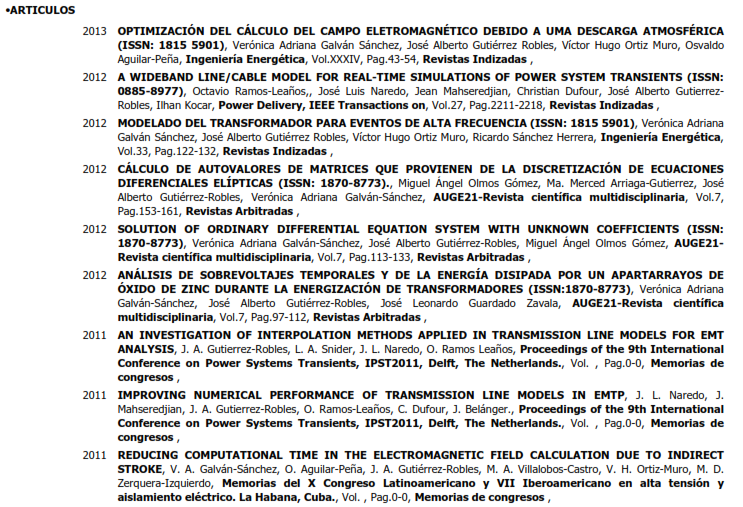 •ARTICULOS
2013 OPTIMIZACIÓN DEL CÁLCULO DEL CAMPO ELETROMAGNÉTICO DEBIDO A UMA DESCARGA ATMOSFÉRICA
(ISSN: 1815 5901), Verónica Adriana Galván Sánchez, José Alberto Gutiérrez Robles, Víctor Hugo Ortiz Muro, Osvaldo
Aguilar-Peña, Ingeniería Energética, Vol.XXXIV, Pag.43-54, Revistas Indizadas ,
2012 A WIDEBAND LINE/CABLE MODEL FOR REAL-TIME SIMULATIONS OF POWER SYSTEM TRANSIENTS (ISSN:
0885-8977), Octavio Ramos-Leaños,, José Luis Naredo, Jean Mahseredjian, Christian Dufour, José Alberto Gutierrez-
Robles, Ilhan Kocar, Power Delivery, IEEE Transactions on, Vol.27, Pag.2211-2218, Revistas Indizadas ,
2012 MODELADO DEL TRANSFORMADOR PARA EVENTOS DE ALTA FRECUENCIA (ISSN: 1815 5901), Verónica Adriana
Galván Sánchez, José Alberto Gutiérrez Robles, Víctor Hugo Ortiz Muro, Ricardo Sánchez Herrera, Ingeniería Energética,
Vol.33, Pag.122-132, Revistas Indizadas ,
2012 CÁLCULO DE AUTOVALORES DE MATRICES QUE PROVIENEN DE LA DISCRETIZACIÓN DE ECUACIONES
DIFERENCIALES ELÍPTICAS (ISSN: 1870-8773)., Miguel Ángel Olmos Gómez, Ma. Merced Arriaga-Gutierrez, José
Alberto Gutiérrez-Robles, Verónica Adriana Galván-Sánchez, AUGE21-Revista científica multidisciplinaria, Vol.7,
Pag.153-161, Revistas Arbitradas ,
2012 SOLUTION OF ORDINARY DIFFERENTIAL EQUATION SYSTEM WITH UNKNOWN COEFFICIENTS (ISSN:
1870-8773), Verónica Adriana Galván-Sánchez, José Alberto Gutiérrez-Robles, Miguel Ángel Olmos Gómez, AUGE21-
Revista científica multidisciplinaria, Vol.7, Pag.113-133, Revistas Arbitradas ,
2012 ANÁLISIS DE SOBREVOLTAJES TEMPORALES Y DE LA ENERGÍA DISIPADA POR UN APARTARRAYOS DE
ÓXIDO DE ZINC DURANTE LA ENERGIZACIÓN DE TRANSFORMADORES (ISSN:1870-8773), Verónica Adriana
Galván-Sánchez, José Alberto Gutiérrez-Robles, José Leonardo Guardado Zavala, AUGE21-Revista científica
multidisciplinaria, Vol.7, Pag.97-112, Revistas Arbitradas ,
2011 AN INVESTIGATION OF INTERPOLATION METHODS APPLIED IN TRANSMISSION LINE MODELS FOR EMT
ANALYSIS, J. A. Gutierrez-Robles, L. A. Snider, J. L. Naredo, O. Ramos Leaños, Proceedings of the 9th International
Conference on Power Systems Transients, IPST2011, Delft, The Netherlands., Vol. , Pag.0-0, Memorias de
congresos ,
2011 IMPROVING NUMERICAL PERFORMANCE OF TRANSMISSION LINE MODELS IN EMTP, J. L. Naredo, J.
Mahseredjian, J. A. Gutierrez-Robles, O. Ramos-Leaños, C. Dufour, J. Belánger., Proceedings of the 9th International
Conference on Power Systems Transients, IPST2011, Delft, The Netherlands., Vol. , Pag.0-0, Memorias de
congresos ,
2011 REDUCING COMPUTATIONAL TIME IN THE ELECTROMAGNETIC FIELD CALCULATION DUE TO INDIRECT
STROKE, V. A. Galván-Sánchez, O. Aguilar-Peña, J. A. Gutiérrez-Robles, M. A. Villalobos-Castro, V. H. Ortiz-Muro, M. D.
Zerquera-Izquierdo, Memorias del X Congreso Latinoamericano y VII Iberoamericano en alta tensión y
aislamiento eléctrico. La Habana, Cuba., Vol. , Pag.0-0, Memorias de congresos ,